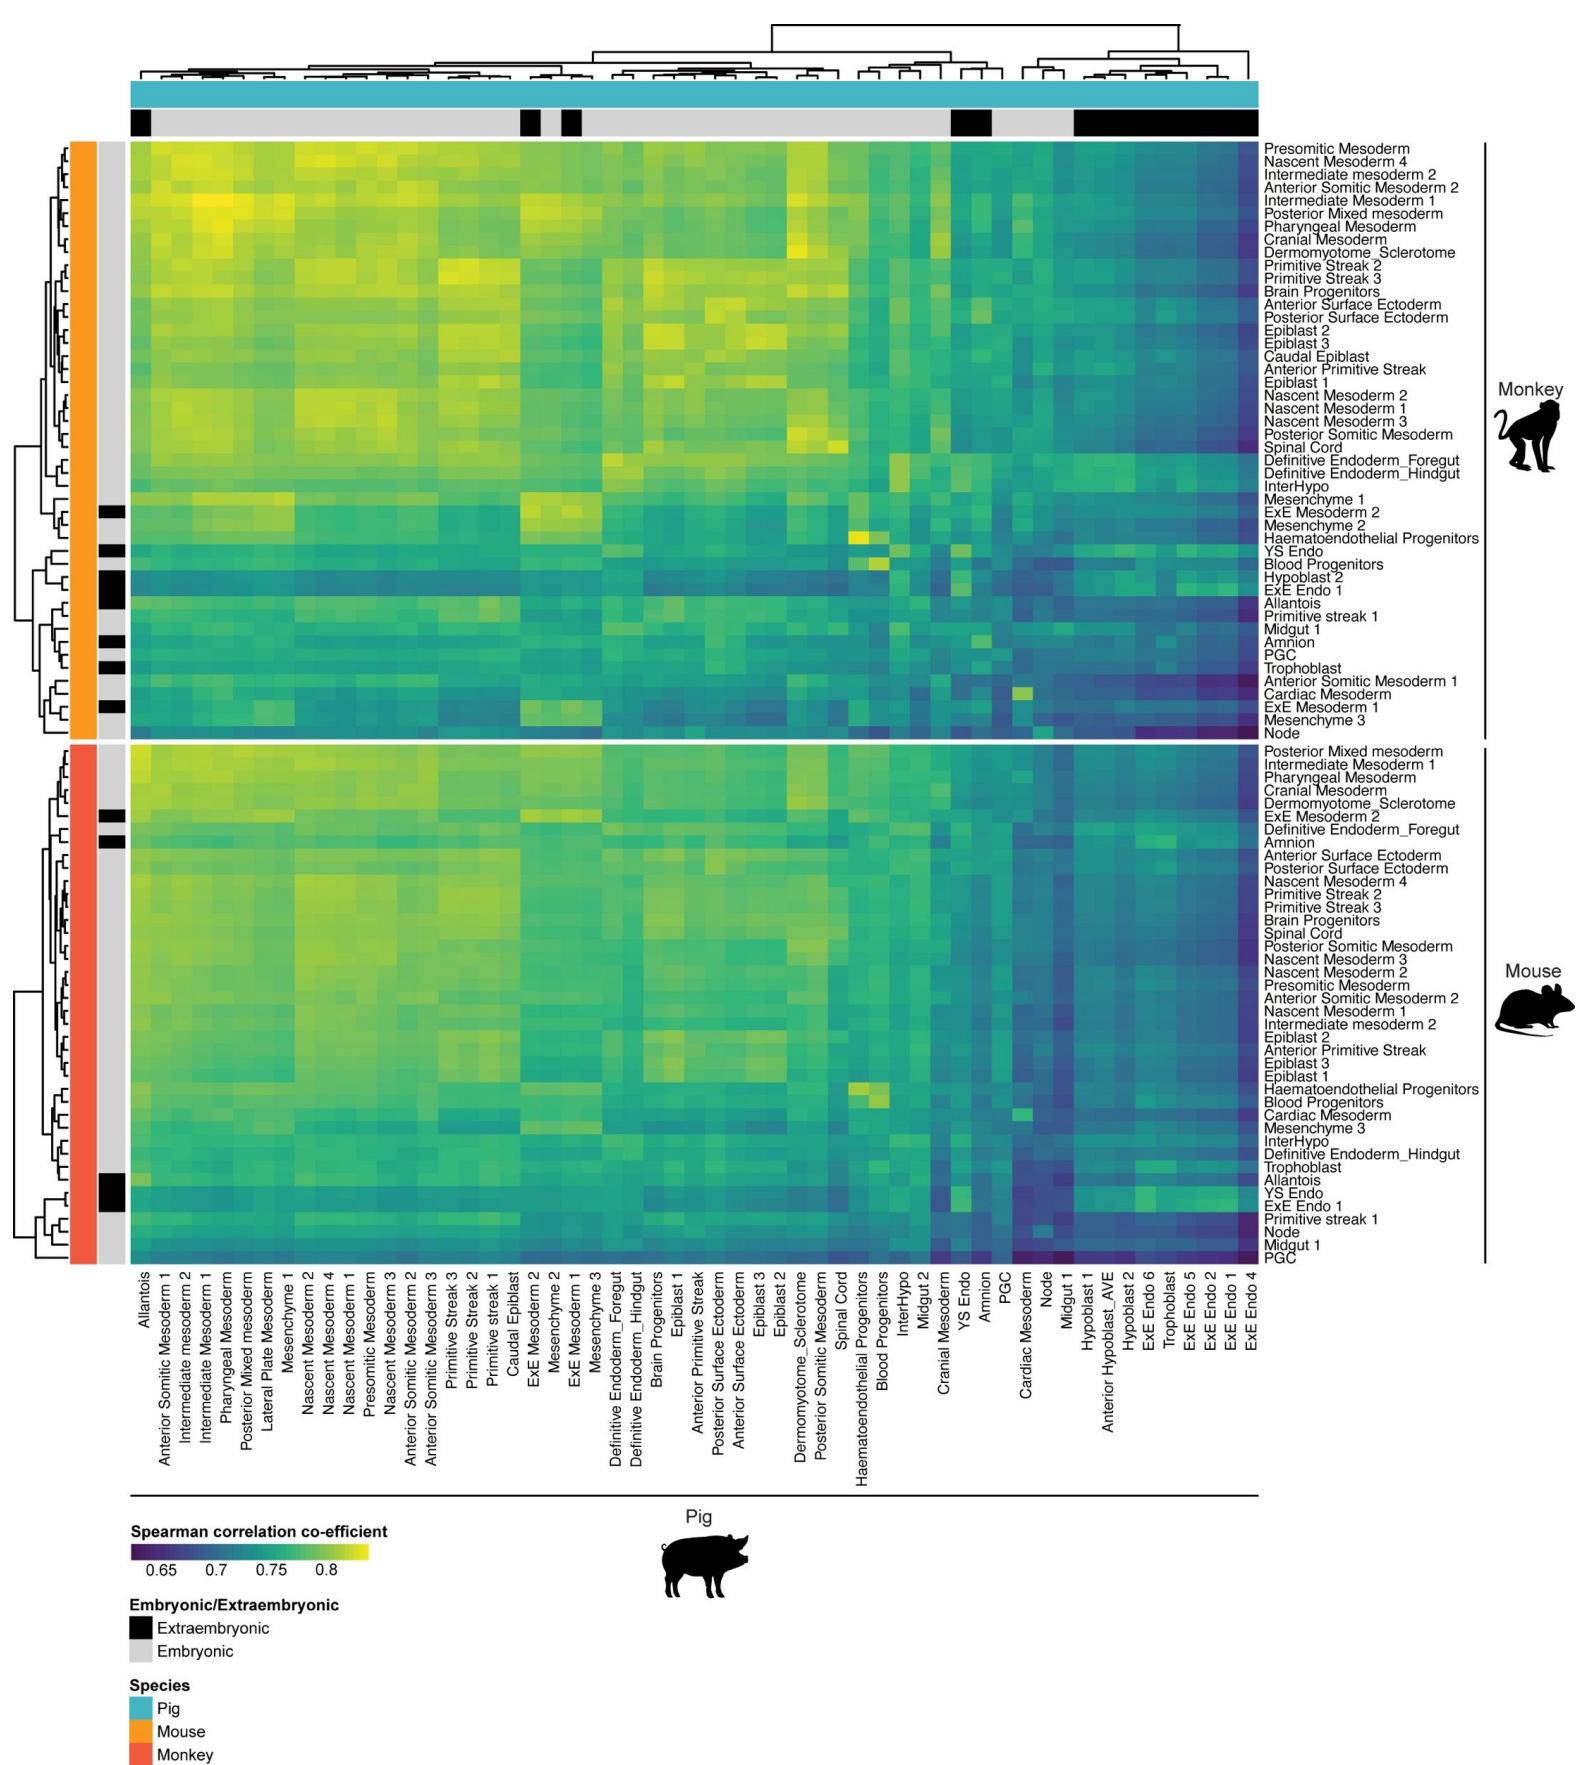 Presomitic Mesoderm
Nascent Mesoderm 4
Intermediate mesoderm 2
Anterior Somitic Mesoderm 2
Intermediate Mesoderm 1
Posterior Mixed mesoderm
Pharyngeal Mesoderm
Cranial Mesoderm
Dermomyotome_Sclerotome
Primitive Streak 2
Primitive Streak 3
Brain Progenitors
Anterior Surface Ectoderm
Posterior Surface Ectoderm
Epiblast 2
Epiblast 3
Caudal Epiblast
Anterior Primitive Streak
Epiblast 1
Nascent Mesoderm 2
Nascent Mesoderm 1
Nascent Mesoderm 3
Posterior Somitic Mesoderm
Spinal Cord
Definitive Endoderm_Foregut
Definitive Endoderm_Hindgut
InterHypo
Mesenchyme 1
ExE Mesoderm 2
Mesenchyme 2
Haematoendothelial Progenitors
YS Endo
Blood Progenitors
Hypoblast 2
ExE Endo 1
Allantois
Primitive streak 1
Midgut 1
Amnion
PGC
Trophoblast
Anterior Somitic Mesoderm 1
Cardiac Mesoderm
ExE Mesoderm 1
Mesenchyme 3
Node
Monkey
Posterior Mixed mesoderm
Intermediate Mesoderm 1
Pharyngeal Mesoderm
Cranial Mesoderm
Dermomyotome_Sclerotome
ExE Mesoderm 2
Definitive Endoderm_Foregut
Amnion
Anterior Surface Ectoderm
Posterior Surface Ectoderm
Nascent Mesoderm 4
Primitive Streak 2
Primitive Streak 3
Brain Progenitors
Spinal Cord
Posterior Somitic Mesoderm
Nascent Mesoderm 3
Nascent Mesoderm 2
Presomitic Mesoderm
Anterior Somitic Mesoderm 2
Nascent Mesoderm 1
Intermediate mesoderm 2
Epiblast 2
Anterior Primitive Streak
Epiblast 3
Epiblast 1
Haematoendothelial Progenitors
Blood Progenitors
Cardiac Mesoderm
Mesenchyme 3
InterHypo
Definitive Endoderm_Hindgut
Trophoblast
Allantois
YS Endo
ExE Endo 1
Primitive streak 1
Node
Midgut 1
PGC
Mouse
Allantois
Anterior Somitic Mesoderm 1
Intermediate mesoderm 2
Intermediate Mesoderm 1
Pharyngeal Mesoderm
Posterior Mixed mesoderm
Lateral Plate Mesoderm
Mesenchyme 1
Nascent Mesoderm 2
Nascent Mesoderm 4
Nascent Mesoderm 1
Presomitic Mesoderm
Nascent Mesoderm 3
Anterior Somitic Mesoderm 2
Anterior Somitic Mesoderm 3
Primitive Streak 3
Primitive Streak 2
Primitive streak 1
Caudal Epiblast
ExE Mesoderm 2
Mesenchyme 2
ExE Mesoderm 1
Mesenchyme 3
Definitive Endoderm_Foregut
Definitive Endoderm_Hindgut
Brain Progenitors
Epiblast 1
Anterior Primitive Streak
Posterior Surface Ectoderm
Anterior Surface Ectoderm
Epiblast 3
Epiblast 2
Dermomyotome_Sclerotome
Posterior Somitic Mesoderm
Spinal Cord
Haematoendothelial Progenitors
Blood Progenitors
InterHypo
Midgut 2
Cranial Mesoderm
YS Endo
Amnion
PGC
Cardiac Mesoderm
Node
Midgut 1
Hypoblast 1
Anterior Hypoblast_AVE
Hypoblast 2
ExE Endo 6
Trophoblast
ExE Endo 5
ExE Endo 2
ExE Endo 1
ExE Endo 4
Pig
Spearman correlation co-efficient
0.65 0.7 0.75 0.8
Embryonic/Extraembryonic
Extraembryonic
Embryonic
Species
Pig
Mouse
Monkey